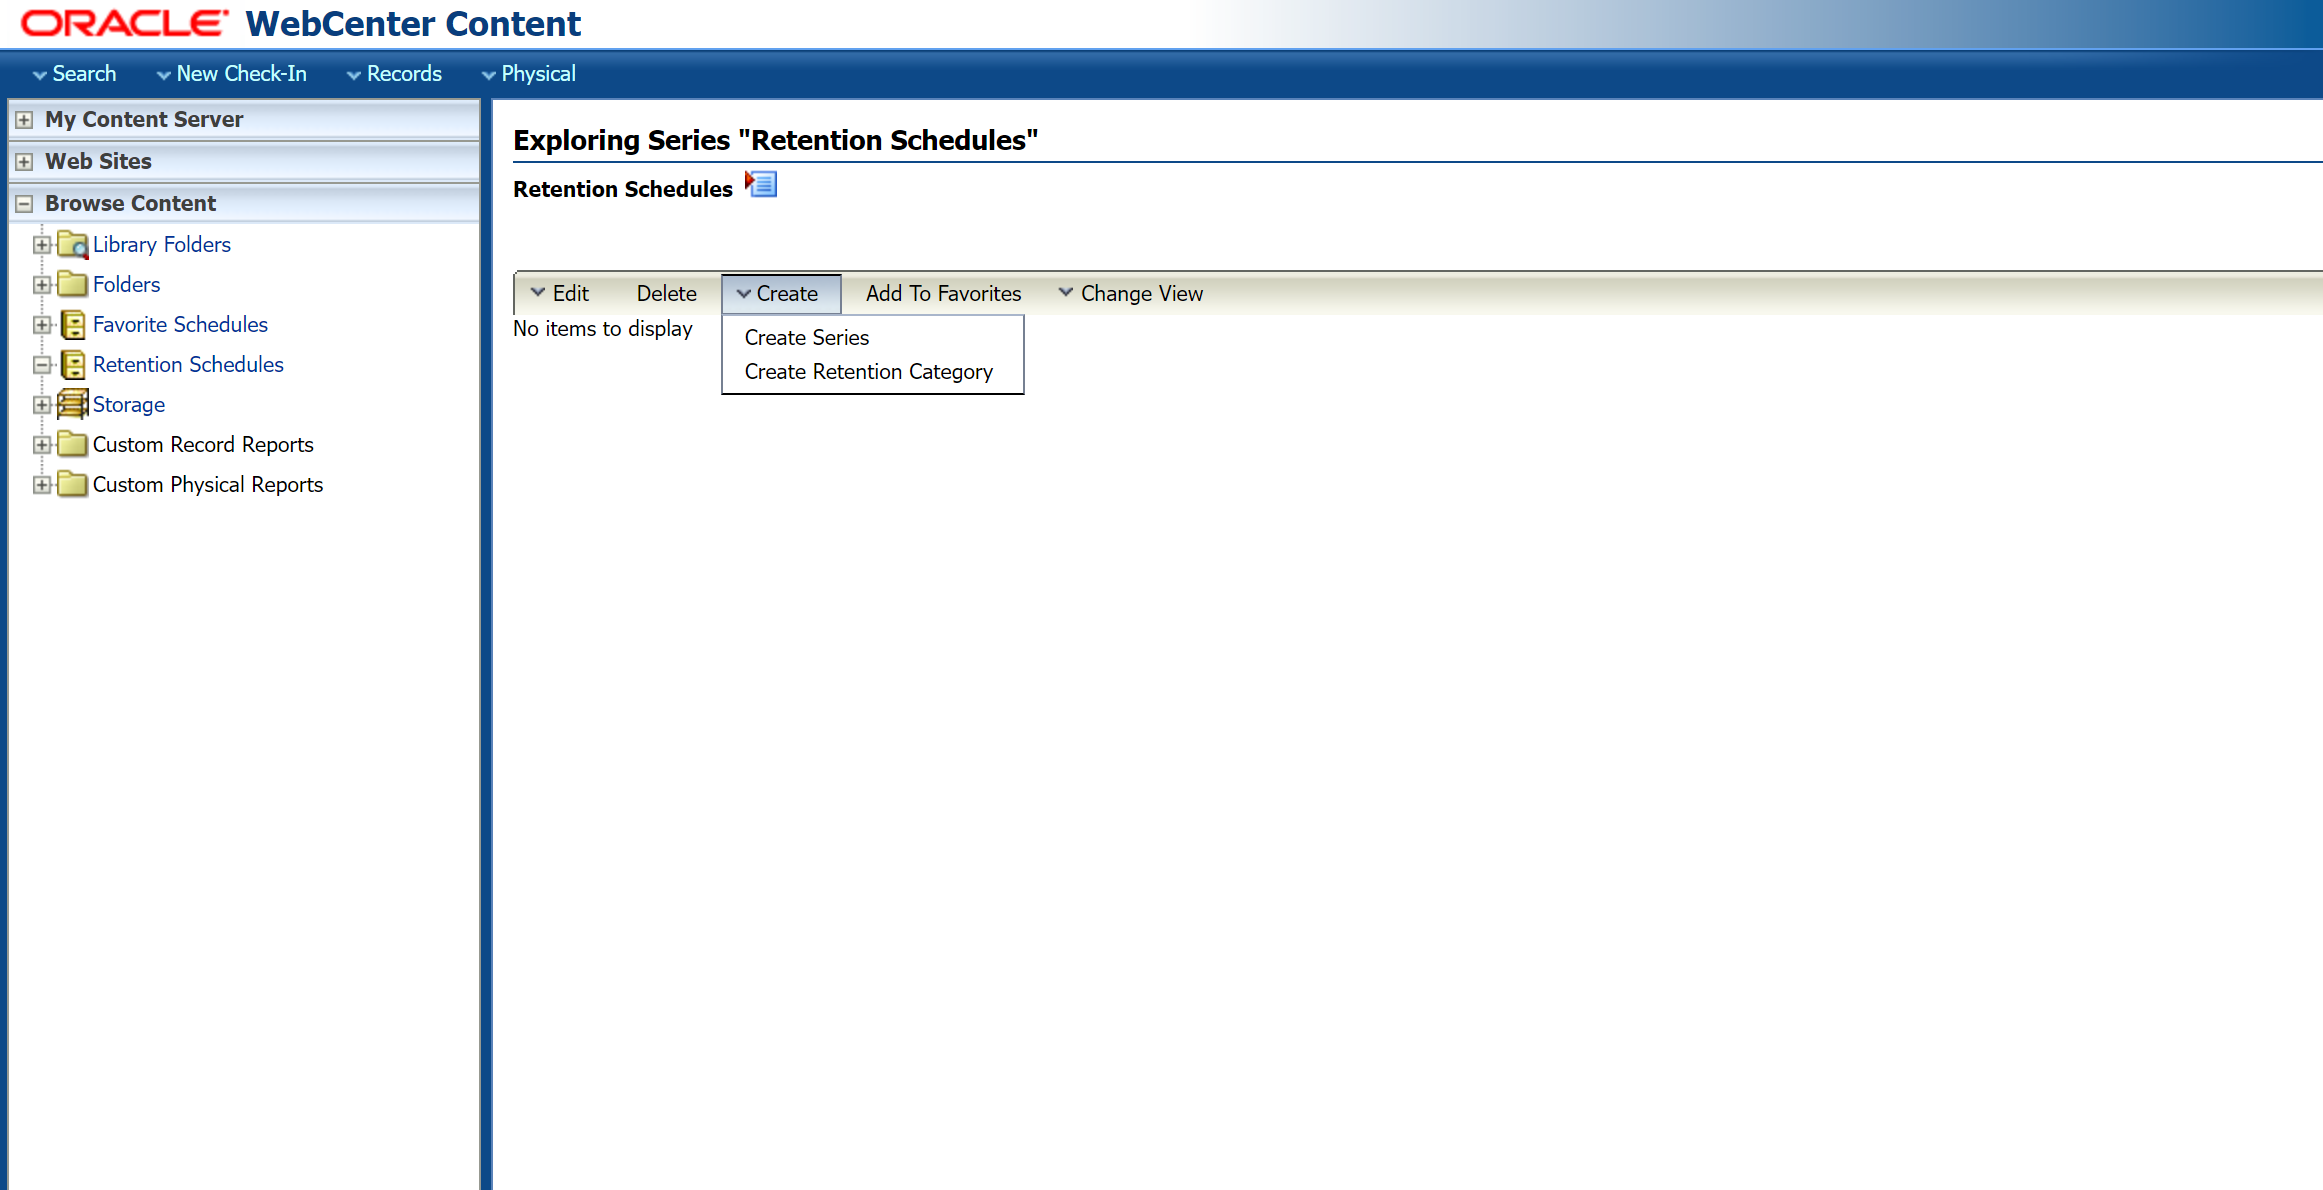 ORACLE WebCenter Content
Search New Check-In Records Physical
My Content Server
Web Sites
Browse Content
Library Folders
Folders
Favorite Schedules
Retention Schedules
Storage
Custom Record Reports
Custom Physical Reports
Exploring Series "Retention Schedules"
Retention Schedules
Edit Delete Create Add To Favorites Change View
No items to display
Create Series
Create Retention Category